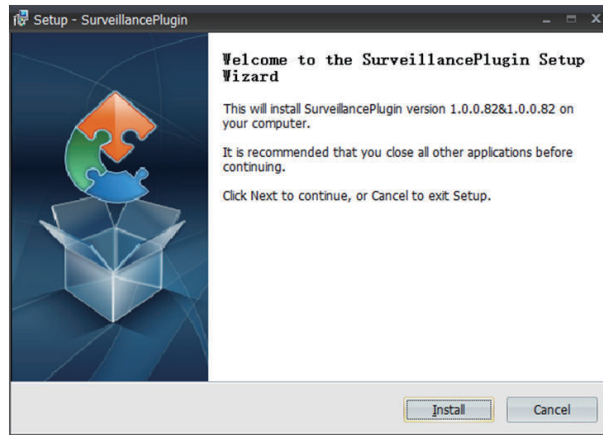 Setup - SurveillancePlugin
Welcome to the SurveillancePlugin Setup
Wizard
This will install SurveillancePlugin version 1.0.0.82&1.0.0.82 on
your computer.
It is recommended that you close all other applications before
continuing.
Click Next to continue, or Cancel to exit Setup.
Install
Cancel